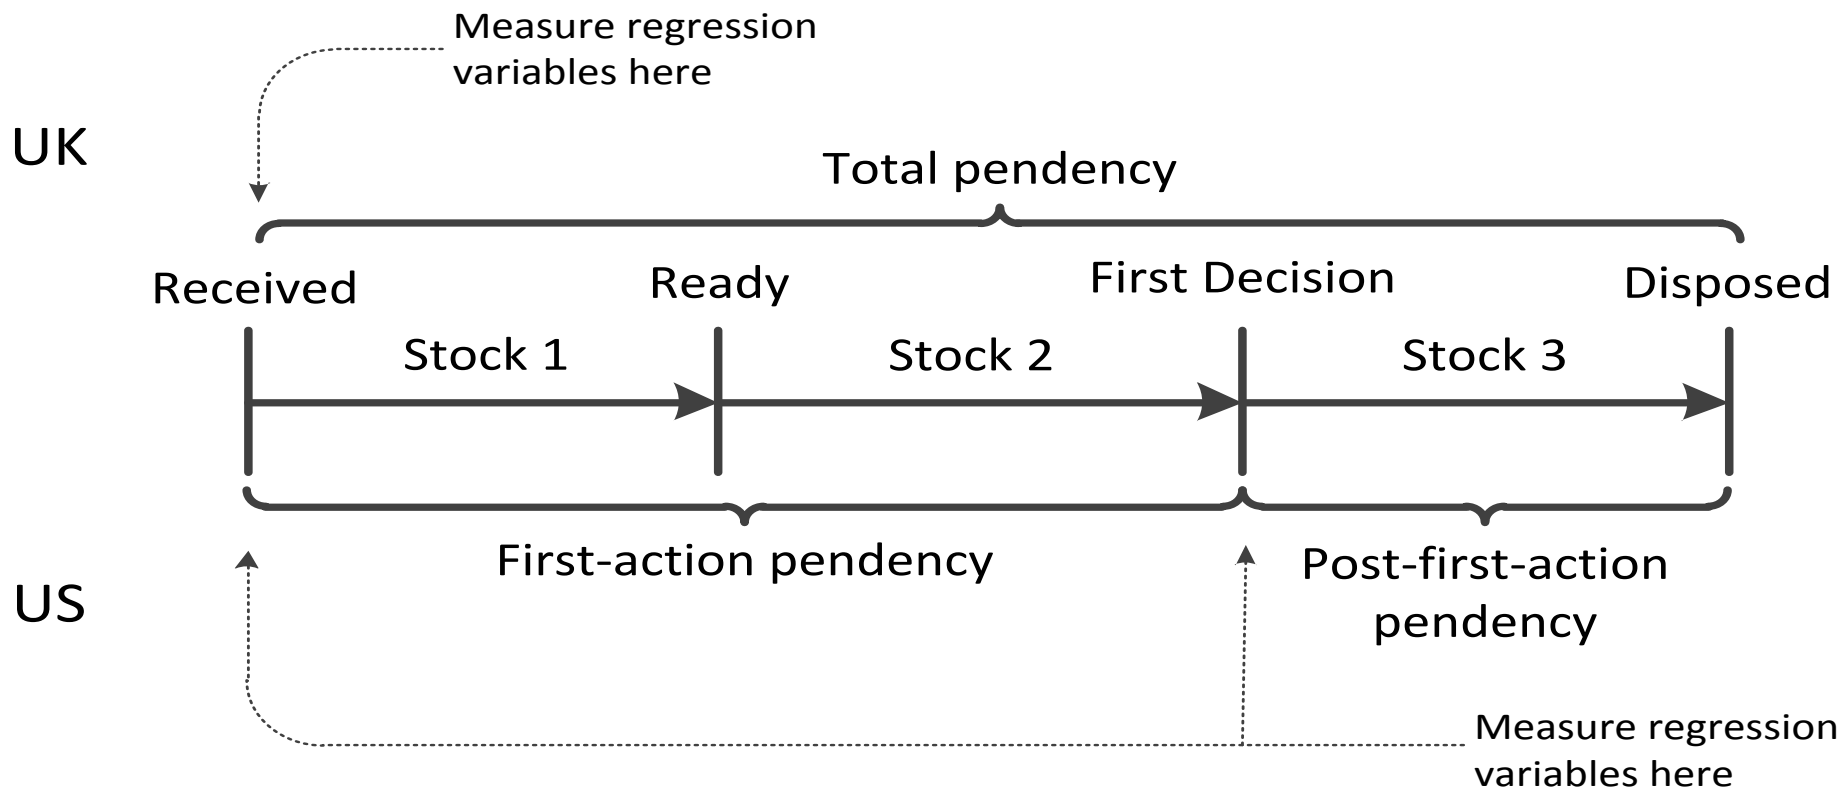 Measure regression
variables here
UK
Total pendency
Received
Ready
First Decision
Disposed
Stock 1
Stock 2
Stock 3
First-action pendency
Post-first-action
pendency
US
Measure regression
variables here